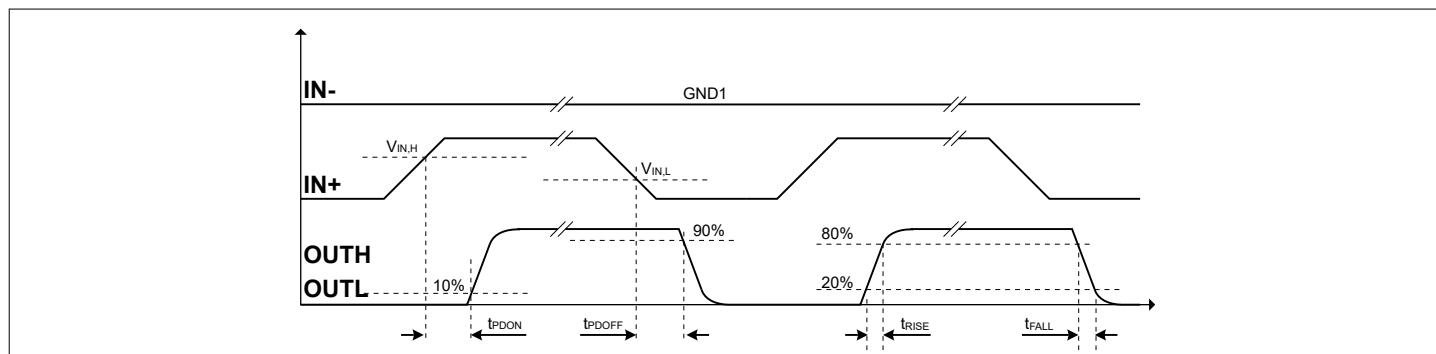 IN-
GND1
VIN,H
VIN,L
IN+
90%
80%
OUTH
10%
20%
OUTL
tPDON
tPDOFF
tRISE
tFALL